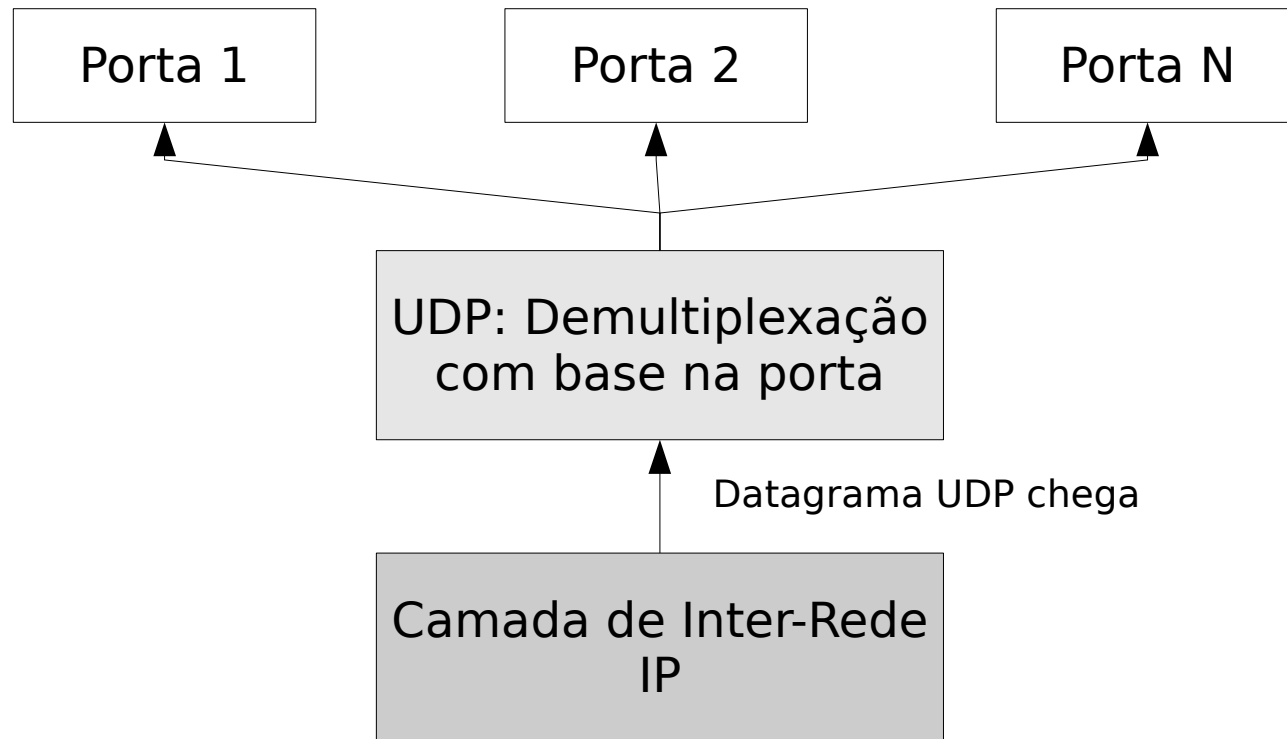 Porta 1
Porta 2
Porta N
UDP: Demultiplexação
com base na porta
Datagrama UDP chega
Camada de Inter-Rede
IP